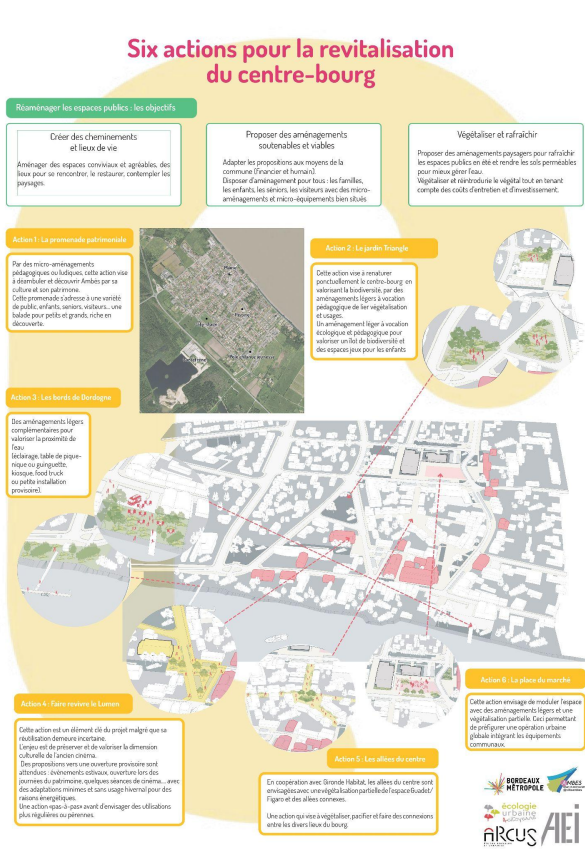 Six actions pour la revitalisation
du centre-bourg
Réaménager les espaces publics : les objectifs
Créer des cheminements
et lieux de vie
Aménager des espaces conviviaux et agréables, des
lieux pour se rencontrer, le restaurer, contempler les
paysages.
Proposer des aménagements
soutenables et viables
Adapter les propositions aux moyens de la
commune (financier et humain).
Disposer d'aménagement pour tous : les familles,
les enfants, les séniors, les visiteurs avec des micro-
aménagements et micro-équipements bien situés
Végétaliser et rafraîchir
Proposer des aménagements paysagers pour rafraîchir
les espaces publics en été et rendre les sols perméables
pour mieux gérer l'eau.
Végétaliser et réintrodurie le végétal tout en tenant
compte des coûts d'entretien et d'investissement.
Action 1 : La promenade patrimoniale
Par des micro-aménagements
pédagogiques ou ludiques, cette action vise
à déambuler et découvrir Ambès par sa
culture et son patrimone.
Cette promenade s'adresse à une variété
de public, enfants, seniors, visiteurs... une
balade pour petits et grands, riche en
découverte.
Action 2 : Le jardin Triangle
Cette action vise à renaturer
ponctuellement le centre-bourg en
valorisant la biodiversité, par des
aménagements légers à vocation
pédagogique de lier végétalisation
et usages.
Un aménagement léger à vocation
écologique et pédagogique pour
valoriser un îlot de biodiversité et
des espaces jeux pour les enfants
Action 3 : Les bords de Dordogne
Des aménagements légers
complémentaires pour
valoriser la proximité de
l'eau
(éclairage, table de pique-
nique ou guinguette,
kiosque, food truck
ou petite installation
provisoire).
Action 4 : Faire revivre le Lumen
Cette action est un élément clé du projet malgré que sa
réutilisation demeure incertaine.
L'enjeu est de préserver et de valoriser la dimension
culturelle de l'ancien cinéma.
Des propositions vers une ouverture provisoire sont
attendues : événements estivaux, ouverture lors des
journées du patrimoine, quelques séances de cinéma,... avec
des adaptations minimes et sans usage hivernal pour des
raisons énergétiques.
Une action «pas-à-pas» avant d'envisager des utilisations
plus régulières ou pérennes.
Action 5 : Les allées du centre
En coopération avec Gironde Habitat, les allées du centre sont
envisagées avec une végétalisation partielle de l'espace Guadet/
Figaro et des allées connexes.
Une action qui vise à végétaliser, pacifier et faire des connexions
entre les divers lieux du bourg.
Action 6 : La place du marché
Cette action envisage de moduler l'espace
avec des aménagements légers et une
végétalisation partielle. Ceci permettant
de préfigurer une opération urbaine
globale intégrant les équipements
communaux.
BORDEAUX
MÉTROPOLE
AMBES
écologie
urbaine
ARCUS
AEI